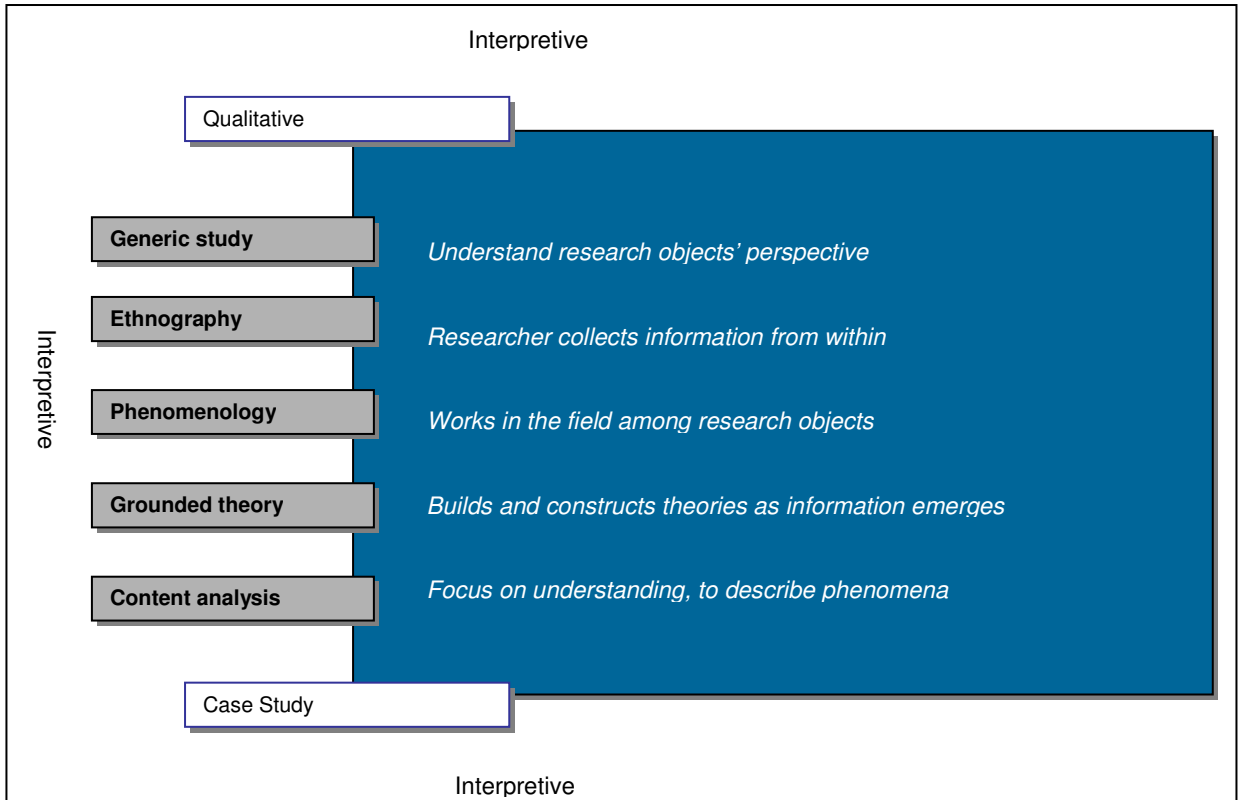 Interpretive
Qualitative
Generic study
Understand research objects’ perspective
Ethnography
Researcher collects information from within
Interpretive
Phenomenology
Works in the field among research objects
Grounded theory
Builds and constructs theories as information emerges
Content analysis
Focus on understanding, to describe phenomena
Case Study
Interpretive